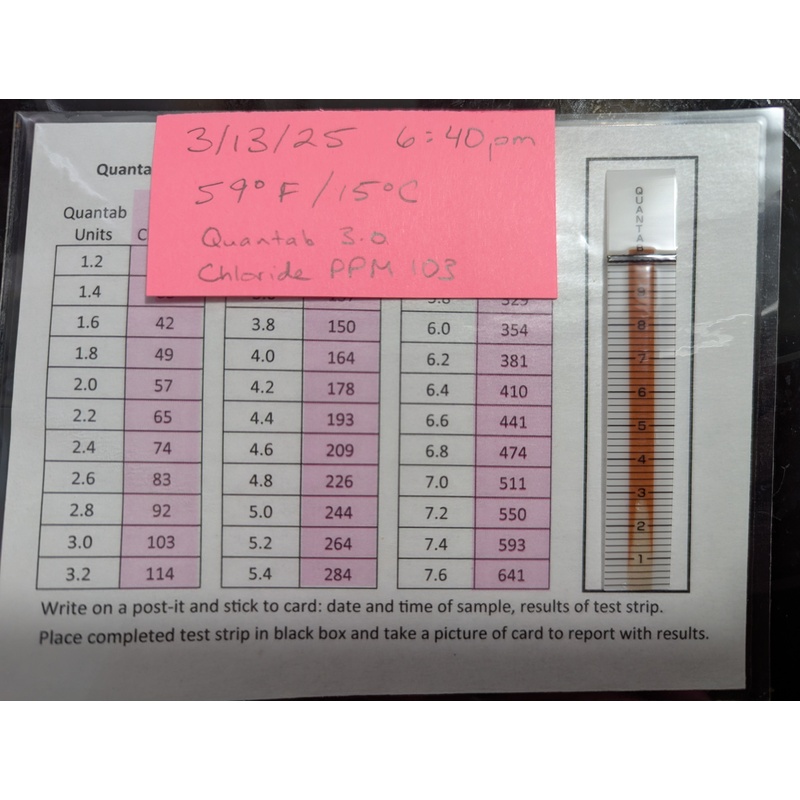 3/13/25 6:40 pm
59° F / 15°C
Quantab 3.0
Chloride PPM 103
Quanta
Quantab
Units C
1.2
1.4
1.6 42 3.8 150 6.0 354
1.8 49 4.0 164 6.2 381
2.0 57 4.2 178 6.4 410
2.2 65 4.4 193 6.6 441
2.4 74 4.6 209 6.8 474
2.6 83 4.8 226 7.0 511
2.8 92 5.0 244 7.2 550
3.0 103 5.2 264 7.4 593
3.2 114 5.4 284 7.6 641
Write on a post-it and stick to card: date and time of sample, results of test strip.
Place completed test strip in black box and take a picture of card to report with results.
QUANTAB
9
8
7
6
5
4
3
2
1